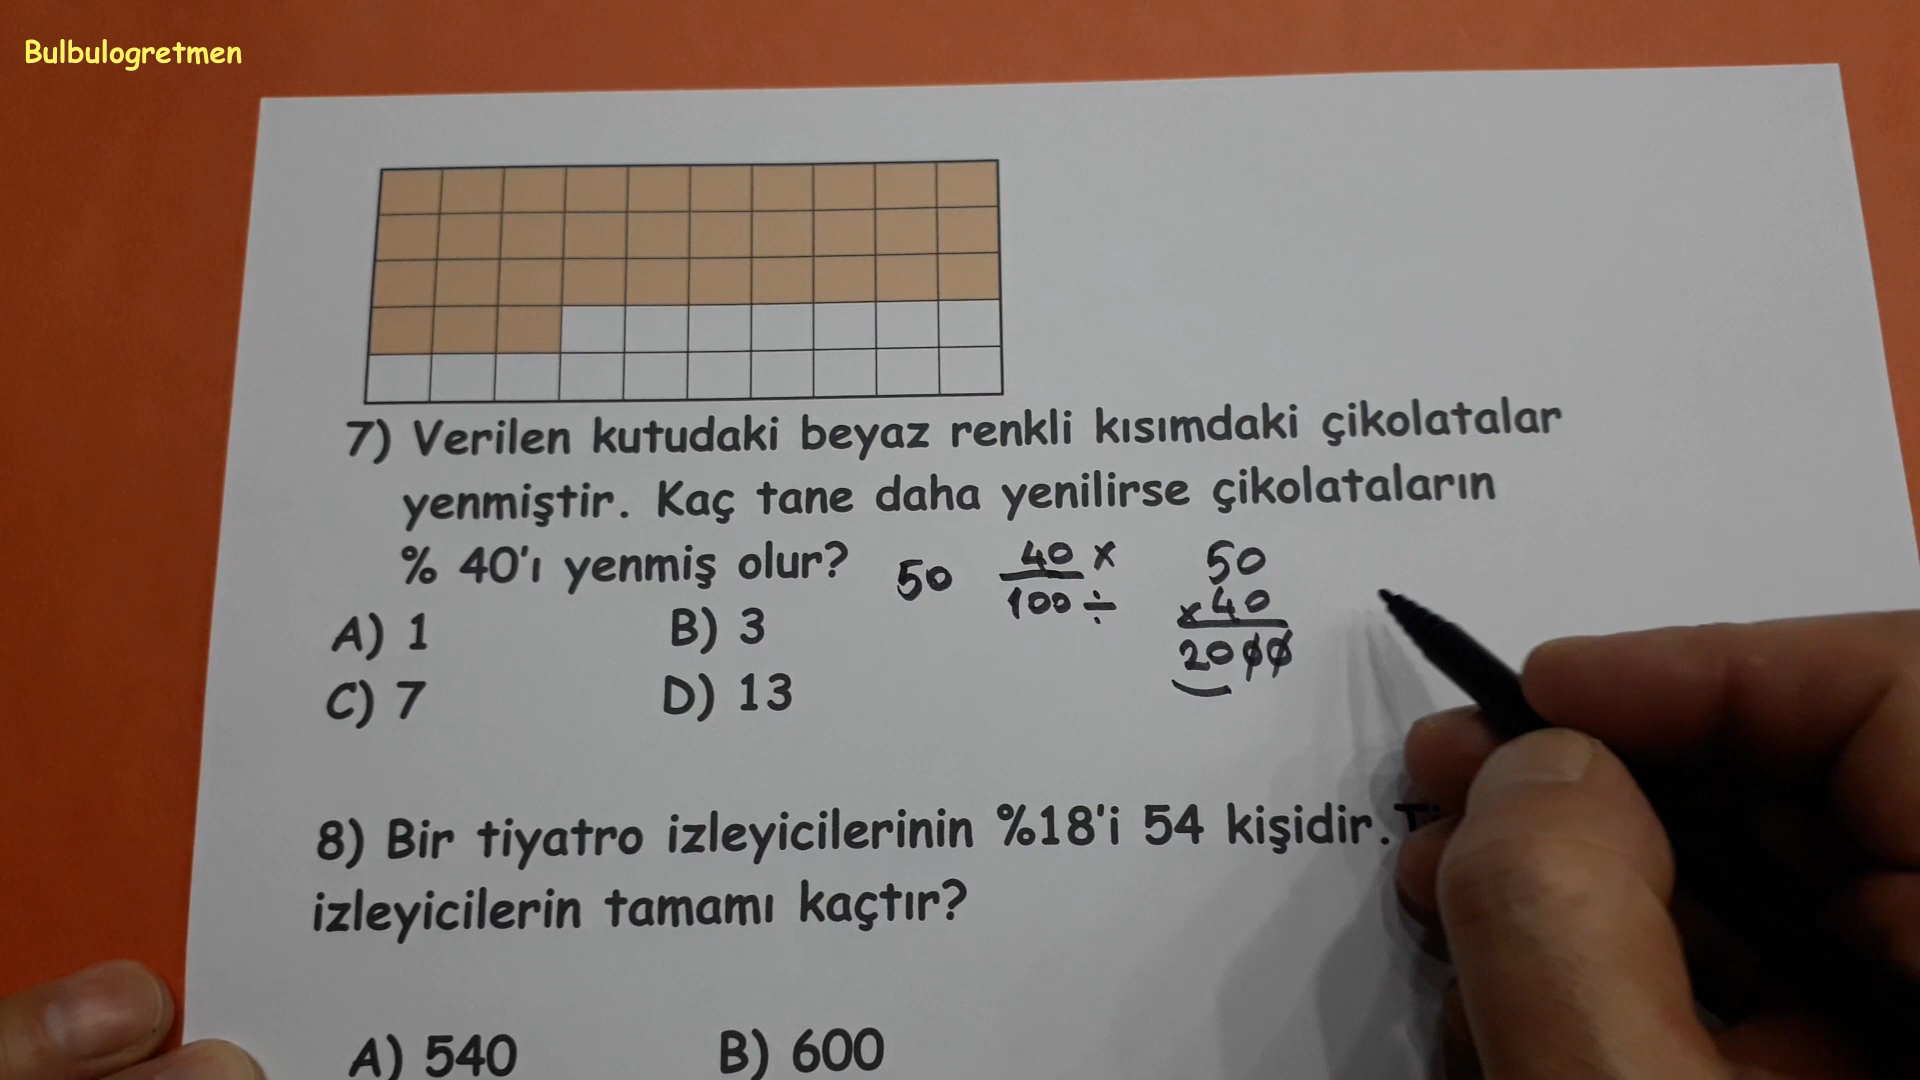 Bulbulogretmen
7) Verilen kutudaki beyaz renkli kısımdaki çikolatalar
yenmiştir. Kaç tane daha yenilirse çikolataların
% 40'ı yenmiş olur?
50
40 x
100 ÷
50
x 40
2000
A) 1 B) 3
C) 7 D) 13
8) Bir tiyatro izleyicilerinin %18'i 54 kişidir.
izleyicilerin tamamı kaçtır?
A) 540 B) 600